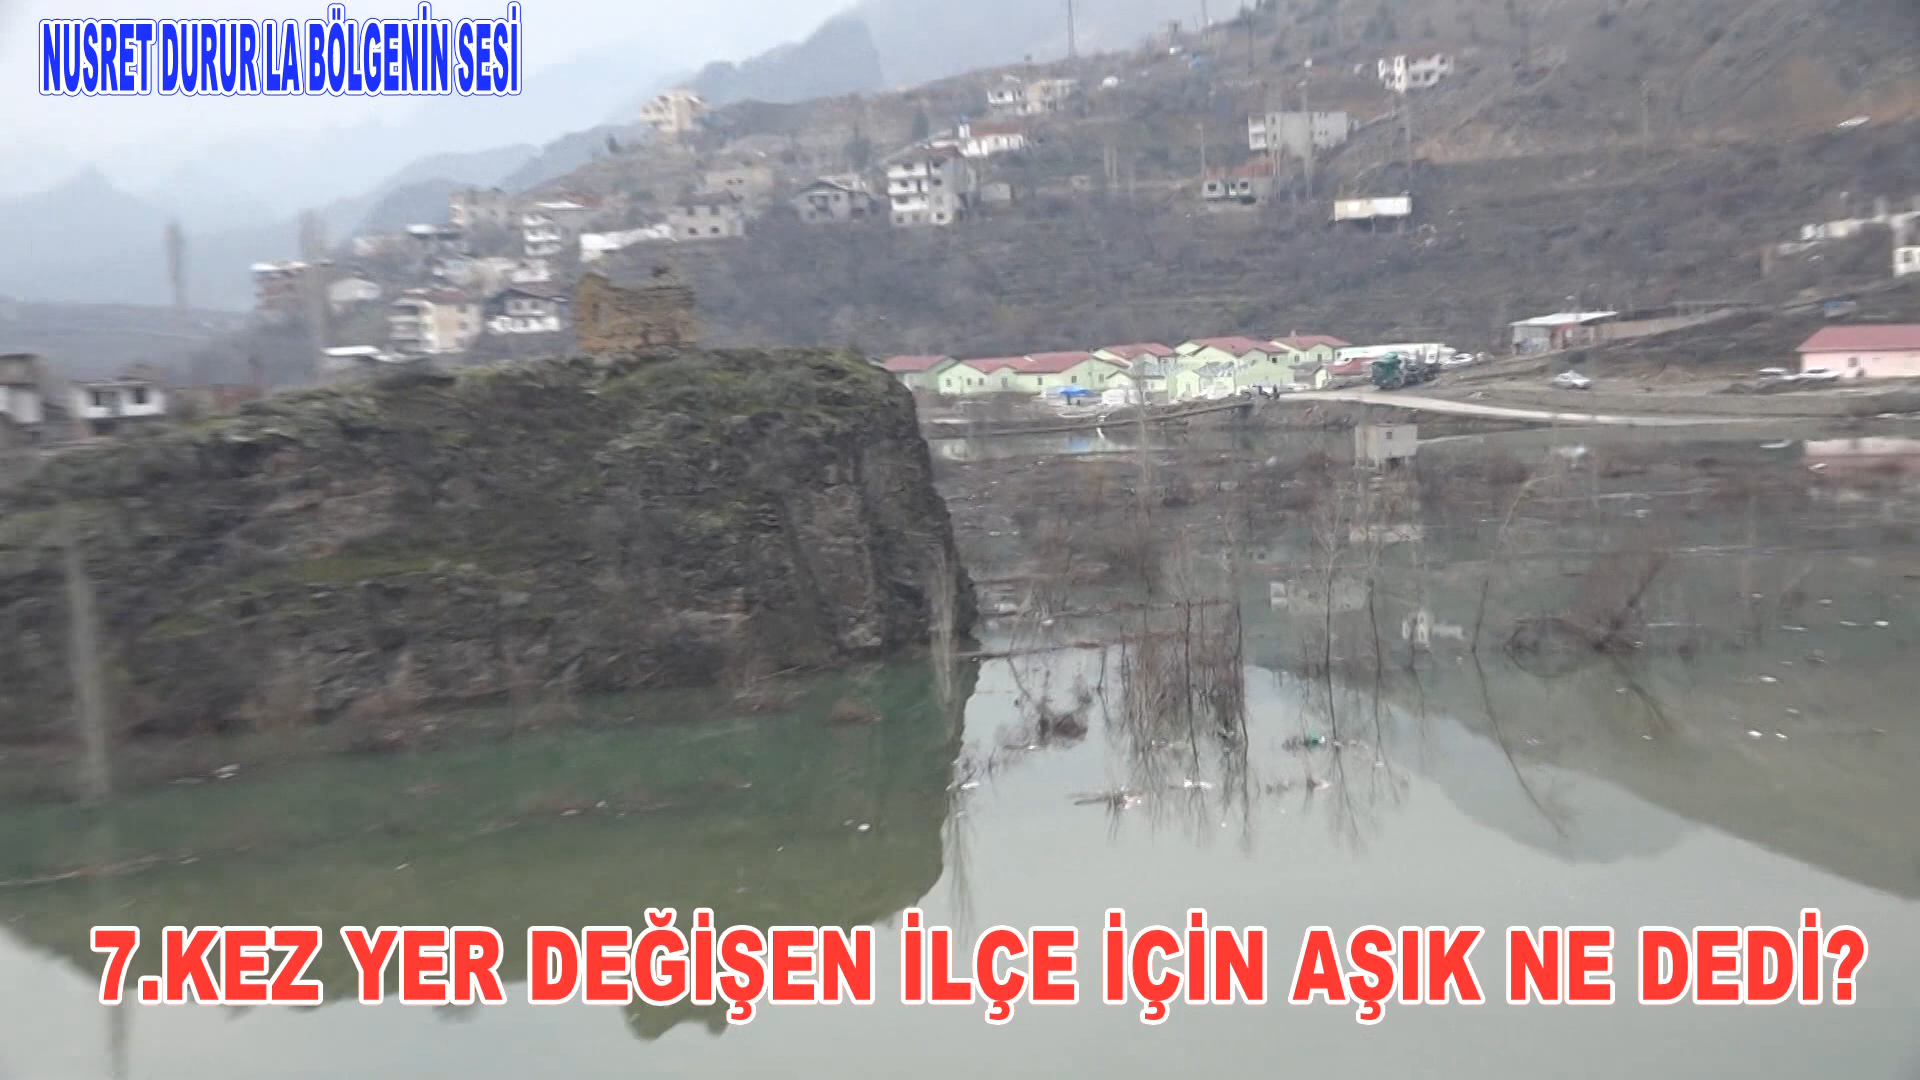 NUSRET DURUR LA BÖLGENİN SESİ
7.KEZ YER DEĞİŞEN İLÇE İÇİN AŞIK NE DEDİ?